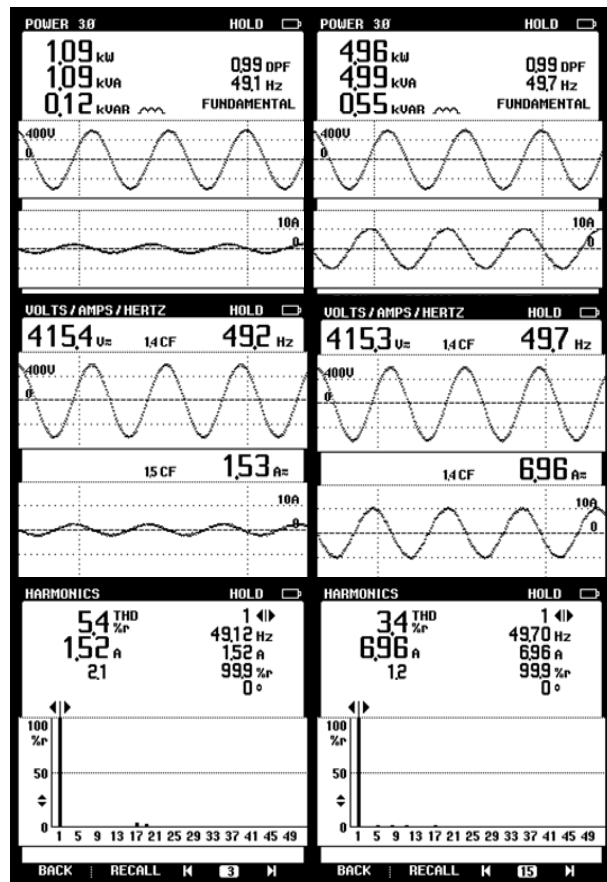 POWER 3.0 HOLD
1.09 kW
1.09 kVA 0.99 DPF
0.12 kVAR 49.1 Hz
FUNDAMENTAL
400V
0
10A
0
POWER 3.0 HOLD
4.96 kW
4.99 kVA 0.99 DPF
0.55 kVAR 49.7 Hz
FUNDAMENTAL
400V
0
10A
0
VOLTS/AMPS/HERTZ HOLD
415.4 V≂ 1.4 CF 49.2 Hz
400V
0
1.5 CF 1.53 A≂
10A
0
VOLTS/AMPS/HERTZ HOLD
415.3 V≂ 1.4 CF 49.7 Hz
400V
0
1.4 CF 6.96 A≂
10A
0
HARMONICS HOLD
5.4 THD %r 1
1.52 A 49.12 Hz
2.1 1.52 A
99.9 %r
0 °
100
%r
50
0
1 5 9 13 17 21 25 29 33 37 41 45 49
BACK RECALL 3
HARMONICS HOLD
3.4 THD %r 1
6.96 A 49.70 Hz
1.2 6.96 A
99.9 %r
0 °
100
%r
50
0
1 5 9 13 17 21 25 29 33 37 41 45 49
BACK RECALL 15